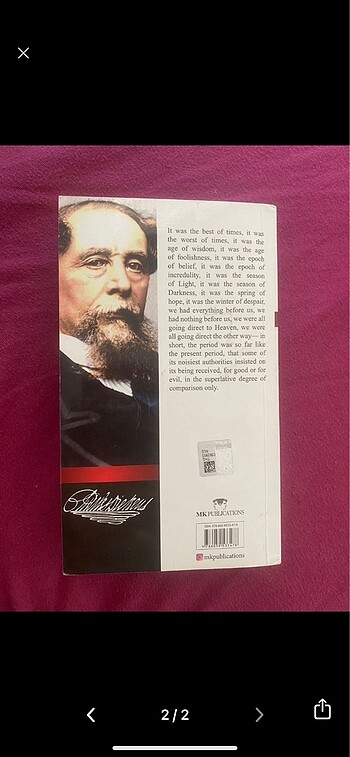 It was the best of times, it was
the worst of times, it was the
age of wisdom, it was the age
of foolishness, it was the epoch
of belief, it was the epoch of
incredulity, it was the season
of Light, it was the season of
Darkness, it was the spring of
hope, it was the winter of despair,
we had everything before us, we
had nothing before us, we were all
going direct to Heaven, we were
all going direct the other way— in
short, the period was so far like
the present period, that some of
its noisiest authorities insisted on
its being received, for good or for
evil, in the superlative degree of
comparison only.
MK PUBLICATIONS
mkpublications
2/2